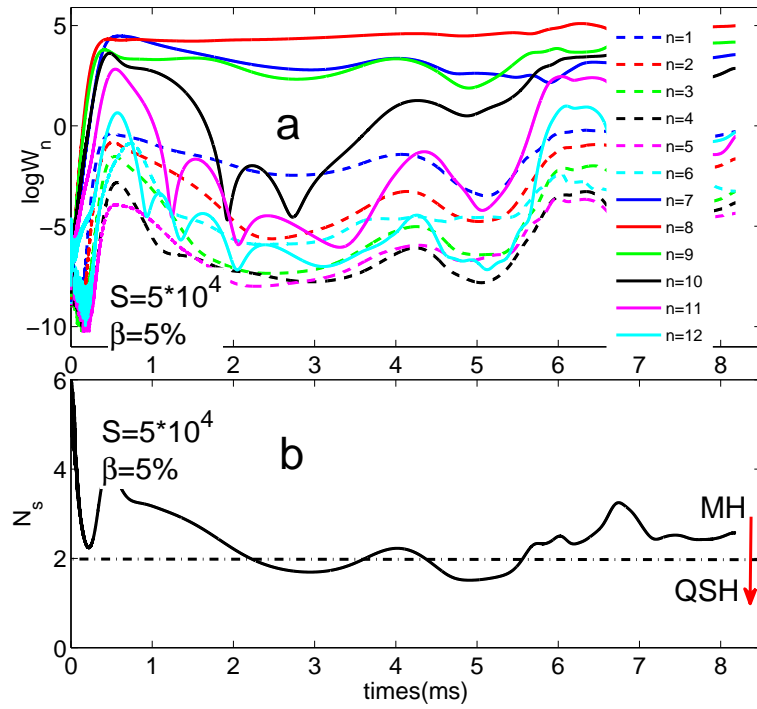 5
0
−5
−10
logW_n
a
S=5*10^4
β=5%
n=1
n=2
n=3
n=4
n=5
n=6
n=7
n=8
n=9
n=10
n=11
n=12
0 1 2 3 4 5 6 7 8
6
4
2
0
N_s
S=5*10^4
β=5%
b
MH
QSH
0 1 2 3 4 5 6 7 8
times(ms)